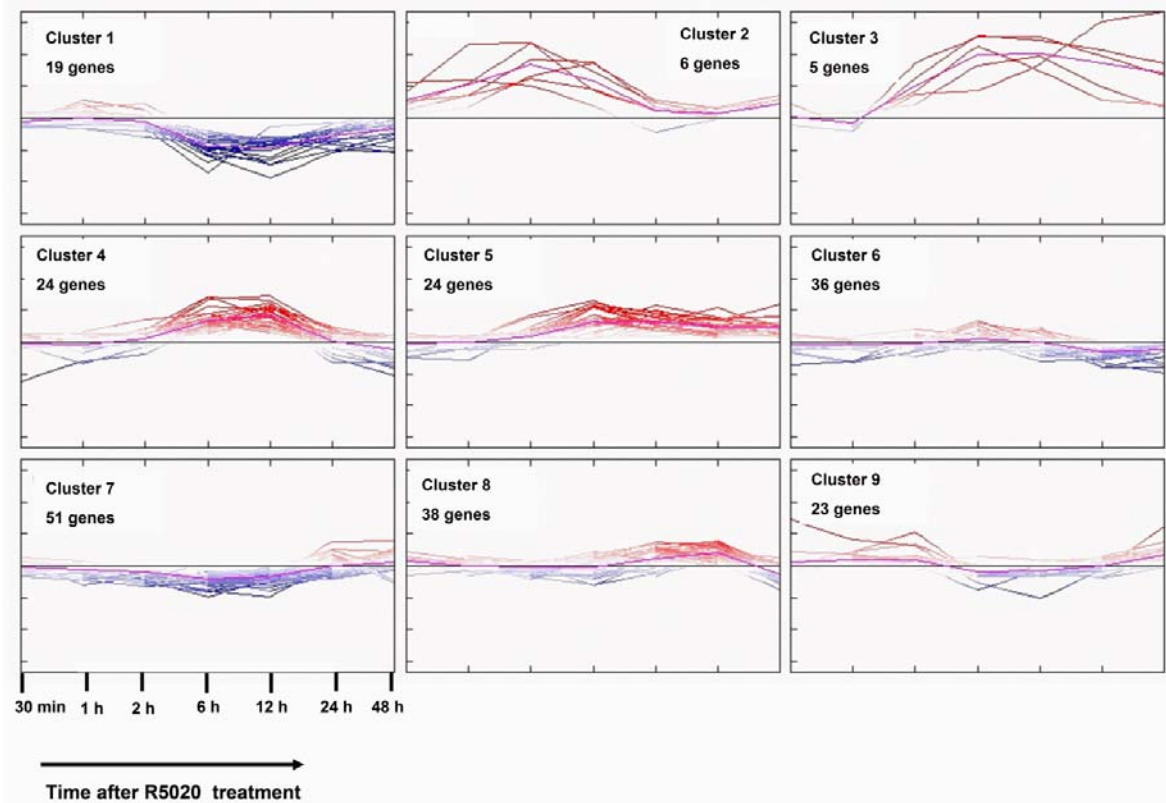 Cluster 1
19 genes
Cluster 2
6 genes
Cluster 3
5 genes
Cluster 4
24 genes
Cluster 5
24 genes
Cluster 6
36 genes
Cluster 7
51 genes
Cluster 8
38 genes
Cluster 9
23 genes
30 min 1 h 2 h 6 h 12 h 24 h 48 h
Time after R5020 treatment